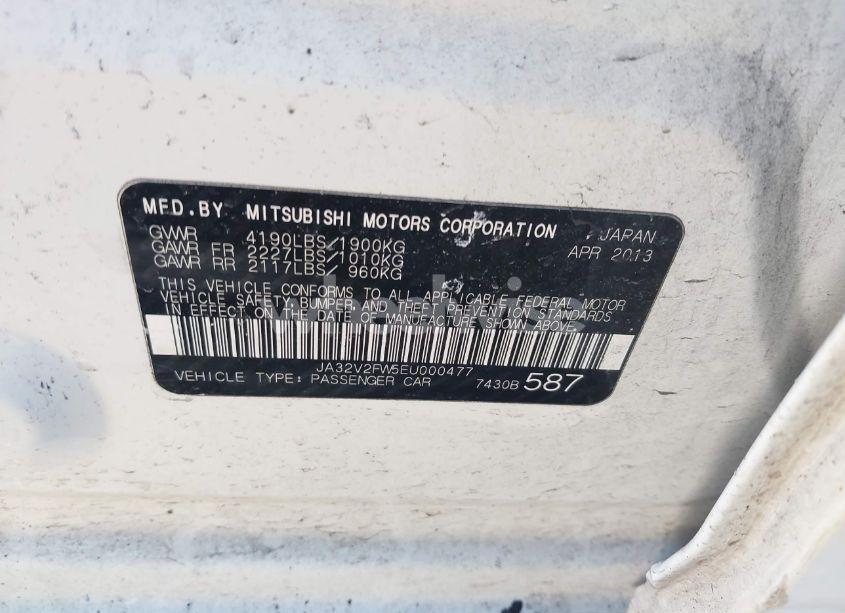 MFD.BY MITSUBISHI MOTORS CORPORATION JAPAN
GVWR 4190LBS/1900KG APR 2013
GAWR FR 2227LBS/1010KG
GAWR RR 2117LBS/ 960KG
THIS VEHICLE CONFORMS TO ALL APPLICABLE FEDERAL MOTOR
VEHICLE SAFETY, BUMPER, AND THEFT PREVENTION STANDARDS
IN EFFECT ON THE DATE OF MANUFACTURE SHOWN ABOVE.
JA32V2FW5EU000477
VEHICLE TYPE: PASSENGER CAR 7430B 587